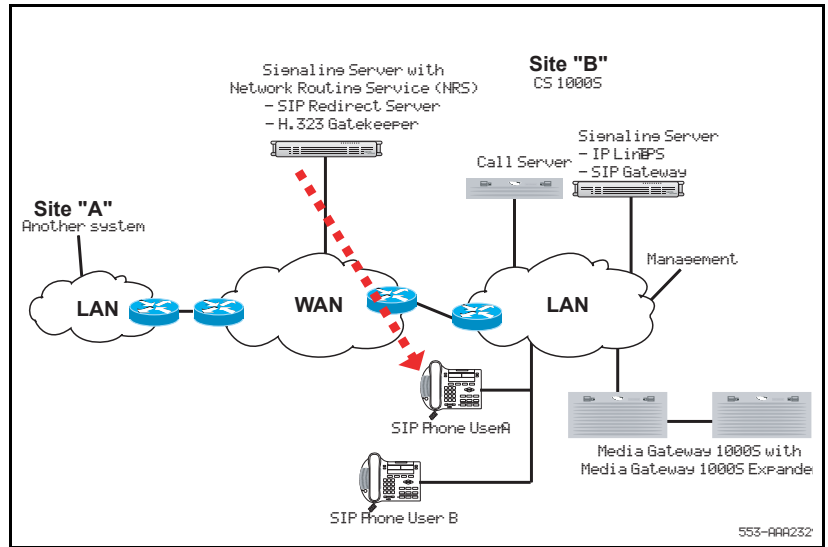 Signaling Server with
Network Routing Service (NRS)
- SIP Redirect Server
- H.323 Gatekeeper
Site "B"
CS 1000S
Signaling Server
- IP Line
- SIP Gateway
Call Server
Site "A"
Another system
Management
LAN
WAN
LAN
SIP Phone UserA
Media Gateway 1000S with
Media Gateway 1000S Expande
SIP Phone User B
553-AAA232